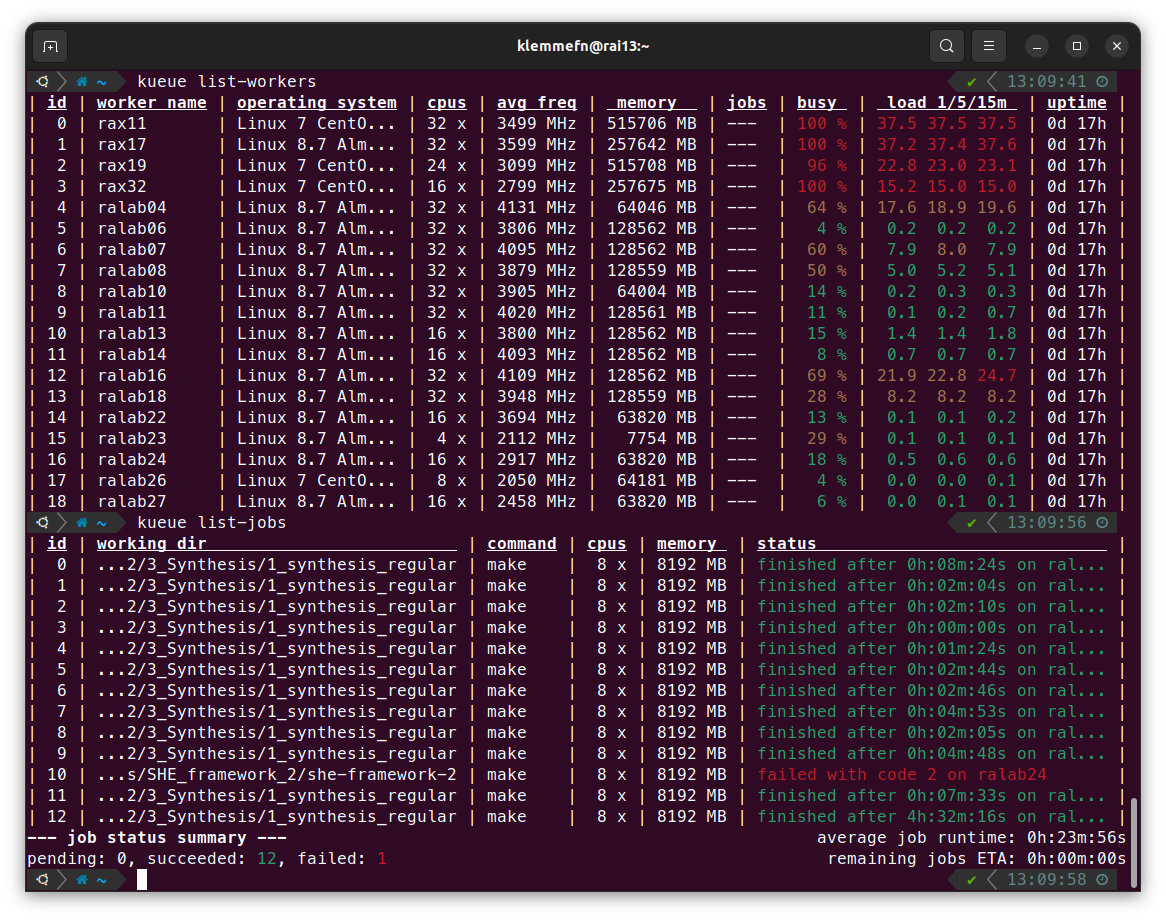 klemmefn@rai13:~
~ kueue list-workers 13:09:41
| id | worker name | operating system | cpus | avg freq | memory | jobs | busy | load 1/5/15m | uptime |
| 0 | rax11 | Linux 7 CentO... | 32 x | 3499 MHz | 515706 MB | --- | 100 % | 37.5 37.5 37.5 | 0d 17h |
| 1 | rax17 | Linux 8.7 Alm... | 32 x | 3599 MHz | 257642 MB | --- | 100 % | 37.2 37.4 37.6 | 0d 17h |
| 2 | rax19 | Linux 7 CentO... | 24 x | 3099 MHz | 515708 MB | --- | 96 % | 22.8 23.0 23.1 | 0d 17h |
| 3 | rax32 | Linux 7 CentO... | 16 x | 2799 MHz | 257675 MB | --- | 100 % | 15.2 15.0 15.0 | 0d 17h |
| 4 | ralab04 | Linux 8.7 Alm... | 32 x | 4131 MHz | 64046 MB | --- | 64 % | 17.6 18.9 19.6 | 0d 17h |
| 5 | ralab06 | Linux 8.7 Alm... | 32 x | 3806 MHz | 128562 MB | --- | 4 % | 0.2 0.2 0.2 | 0d 17h |
| 6 | ralab07 | Linux 8.7 Alm... | 32 x | 4095 MHz | 128562 MB | --- | 60 % | 7.9 8.0 7.9 | 0d 17h |
| 7 | ralab08 | Linux 8.7 Alm... | 32 x | 3879 MHz | 128559 MB | --- | 50 % | 5.0 5.2 5.1 | 0d 17h |
| 8 | ralab10 | Linux 8.7 Alm... | 32 x | 3905 MHz | 64004 MB | --- | 14 % | 0.2 0.3 0.3 | 0d 17h |
| 9 | ralab11 | Linux 8.7 Alm... | 32 x | 4020 MHz | 128561 MB | --- | 11 % | 0.1 0.2 0.7 | 0d 17h |
| 10 | ralab13 | Linux 8.7 Alm... | 16 x | 3800 MHz | 128562 MB | --- | 15 % | 1.4 1.4 1.8 | 0d 17h |
| 11 | ralab14 | Linux 8.7 Alm... | 16 x | 4093 MHz | 128562 MB | --- | 8 % | 0.7 0.7 0.7 | 0d 17h |
| 12 | ralab16 | Linux 8.7 Alm... | 32 x | 4109 MHz | 128562 MB | --- | 69 % | 21.9 22.8 24.7 | 0d 17h |
| 13 | ralab18 | Linux 8.7 Alm... | 32 x | 3948 MHz | 128559 MB | --- | 28 % | 8.2 8.2 8.2 | 0d 17h |
| 14 | ralab22 | Linux 8.7 Alm... | 16 x | 3694 MHz | 63820 MB | --- | 13 % | 0.1 0.1 0.2 | 0d 17h |
| 15 | ralab23 | Linux 8.7 Alm... | 4 x | 2112 MHz | 7754 MB | --- | 29 % | 0.1 0.1 0.1 | 0d 17h |
| 16 | ralab24 | Linux 8.7 Alm... | 16 x | 2917 MHz | 63820 MB | --- | 18 % | 0.5 0.6 0.6 | 0d 17h |
| 17 | ralab26 | Linux 7 CentO... | 8 x | 2050 MHz | 64181 MB | --- | 4 % | 0.0 0.0 0.1 | 0d 17h |
| 18 | ralab27 | Linux 8.7 Alm... | 16 x | 2458 MHz | 63820 MB | --- | 6 % | 0.0 0.1 0.1 | 0d 17h |
~ kueue list-jobs 13:09:56
| id | working dir | command | cpus | memory | status |
| 0 | ...2/3_Synthesis/1_synthesis_regular | make | 8 x | 8192 MB | finished after 0h:08m:24s on ral... |
| 1 | ...2/3_Synthesis/1_synthesis_regular | make | 8 x | 8192 MB | finished after 0h:02m:04s on ral... |
| 2 | ...2/3_Synthesis/1_synthesis_regular | make | 8 x | 8192 MB | finished after 0h:02m:10s on ral... |
| 3 | ...2/3_Synthesis/1_synthesis_regular | make | 8 x | 8192 MB | finished after 0h:00m:00s on ral... |
| 4 | ...2/3_Synthesis/1_synthesis_regular | make | 8 x | 8192 MB | finished after 0h:01m:24s on ral... |
| 5 | ...2/3_Synthesis/1_synthesis_regular | make | 8 x | 8192 MB | finished after 0h:02m:44s on ral... |
| 6 | ...2/3_Synthesis/1_synthesis_regular | make | 8 x | 8192 MB | finished after 0h:02m:46s on ral... |
| 7 | ...2/3_Synthesis/1_synthesis_regular | make | 8 x | 8192 MB | finished after 0h:04m:53s on ral... |
| 8 | ...2/3_Synthesis/1_synthesis_regular | make | 8 x | 8192 MB | finished after 0h:02m:05s on ral... |
| 9 | ...2/3_Synthesis/1_synthesis_regular | make | 8 x | 8192 MB | finished after 0h:04m:48s on ral... |
| 10 | ...s/SHE_framework_2/she-framework-2 | make | 8 x | 8192 MB | failed with code 2 on ralab24 |
| 11 | ...2/3_Synthesis/1_synthesis_regular | make | 8 x | 8192 MB | finished after 0h:07m:33s on ral... |
| 12 | ...2/3_Synthesis/1_synthesis_regular | make | 8 x | 8192 MB | finished after 4h:32m:16s on ral... |
--- job status summary --- average job runtime: 0h:23m:56s
pending: 0, succeeded: 12, failed: 1 remaining jobs ETA: 0h:00m:00s
~ 13:09:58